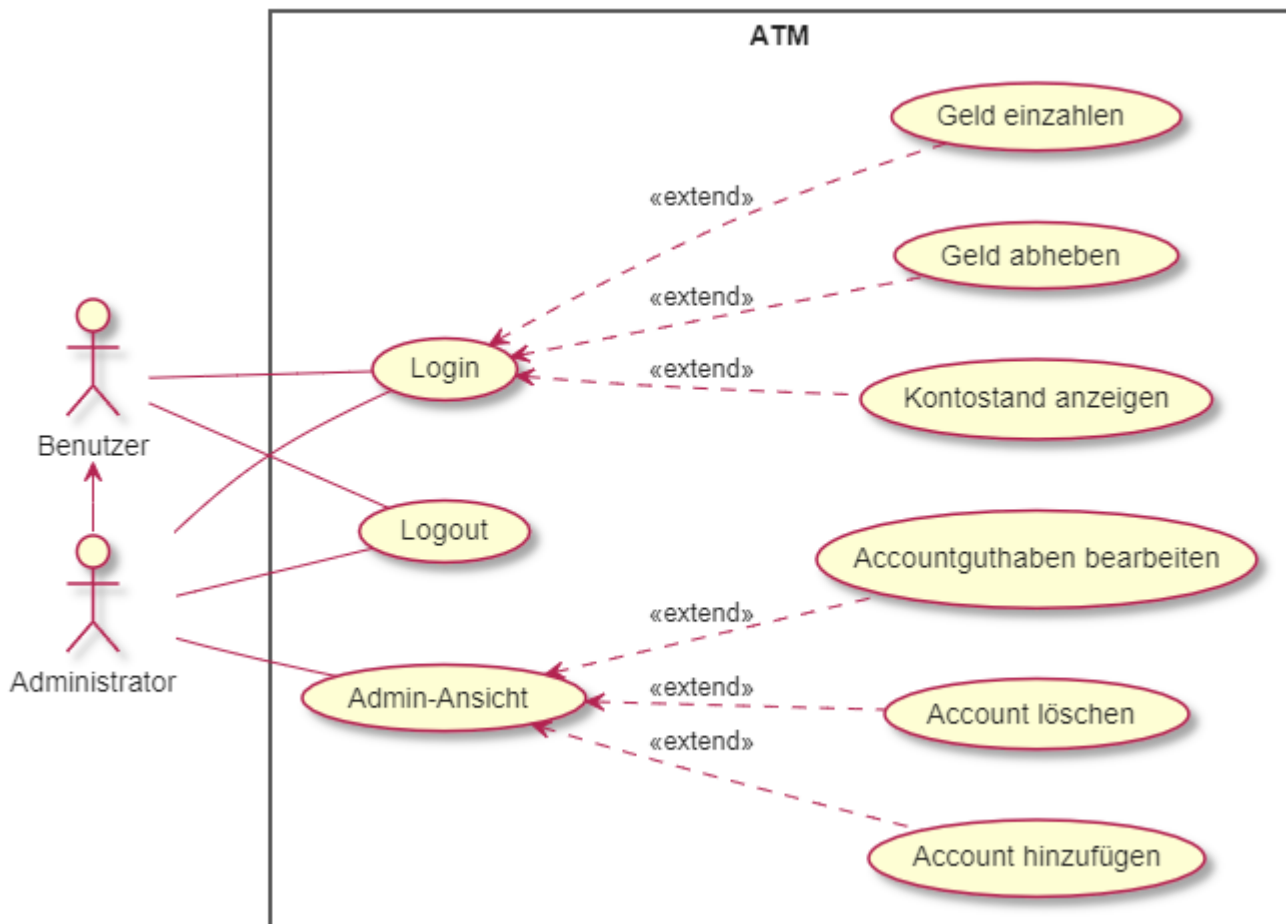 ATM
Geld einzahlen
«extend»
Geld abheben
«extend»
Login
«extend»
Kontostand anzeigen
Benutzer
Logout
Accountguthaben bearbeiten
«extend»
Administrator
Admin-Ansicht
«extend»
Account löschen
«extend»
Account hinzufügen